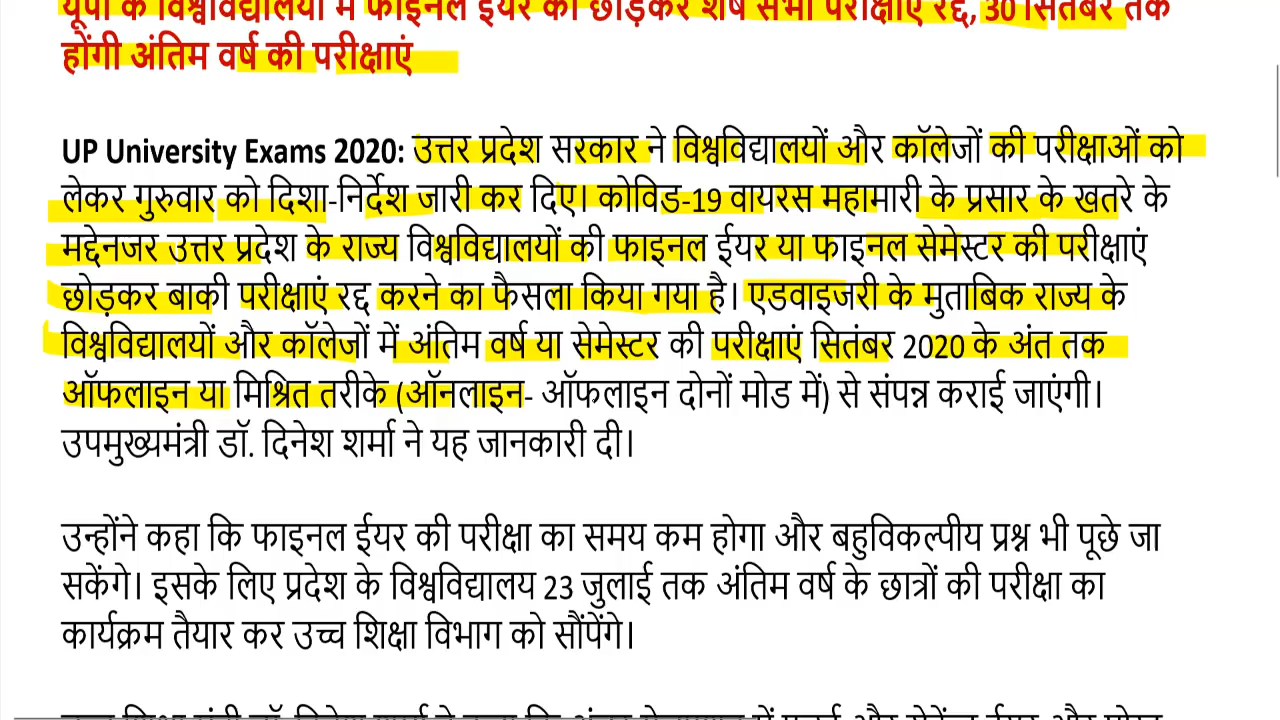 यूपी के विश्वविद्यालयों में फाइनल ईयर को छोड़कर शेष सभी परीक्षाएं रद्द, 30 सितंबर तक
होंगी अंतिम वर्ष की परीक्षाएं
UP University Exams 2020: उत्तर प्रदेश सरकार ने विश्वविद्यालयों और कॉलेजों की परीक्षाओं को
लेकर गुरुवार को दिशा-निर्देश जारी कर दिए। कोविड-19 वायरस महामारी के प्रसार के खतरे के
मद्देनजर उत्तर प्रदेश के राज्य विश्वविद्यालयों की फाइनल ईयर या फाइनल सेमेस्टर की परीक्षाएं
छोड़कर बाकी परीक्षाएं रद्द करने का फैसला किया गया है। एडवाइजरी के मुताबिक राज्य के
विश्वविद्यालयों और कॉलेजों में अंतिम वर्ष या सेमेस्टर की परीक्षाएं सितंबर 2020 के अंत तक
ऑफलाइन या मिश्रित तरीके (ऑनलाइन- ऑफलाइन दोनों मोड में) से संपन्न कराई जाएंगी।
उपमुख्यमंत्री डॉ. दिनेश शर्मा ने यह जानकारी दी।
उन्होंने कहा कि फाइनल ईयर की परीक्षा का समय कम होगा और बहुविकल्पीय प्रश्न भी पूछे जा
सकेंगे। इसके लिए प्रदेश के विश्वविद्यालय 23 जुलाई तक अंतिम वर्ष के छात्रों की परीक्षा का
कार्यक्रम तैयार कर उच्च शिक्षा विभाग को सौंपेंगे।